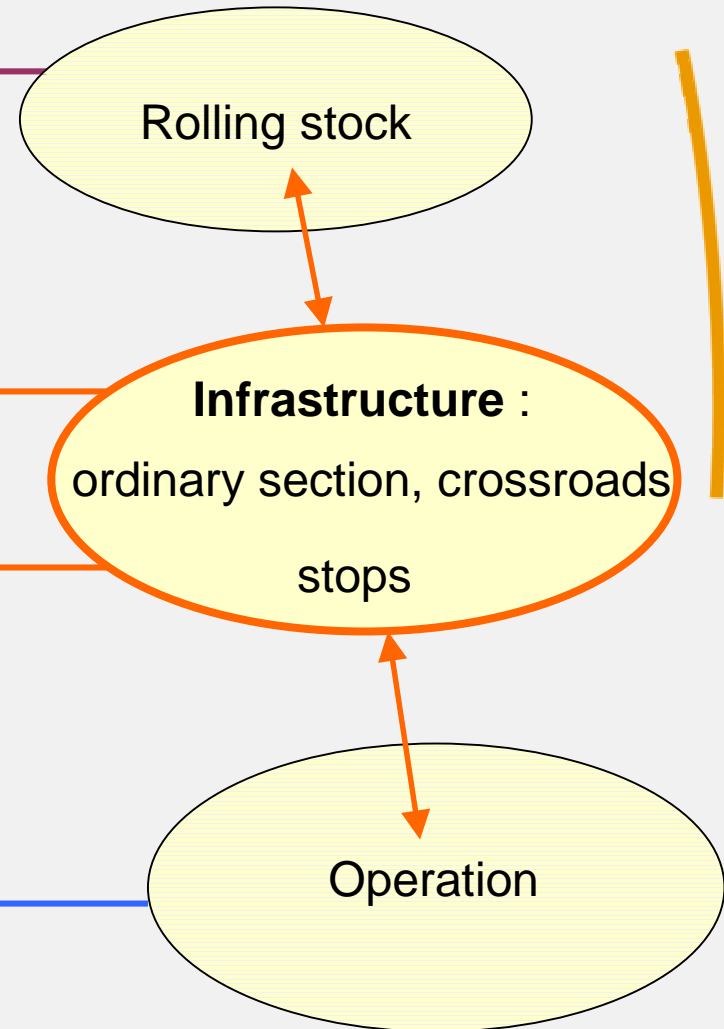 Rolling stock
Infrastructure :
ordinary section, crossroads
stops
Operation